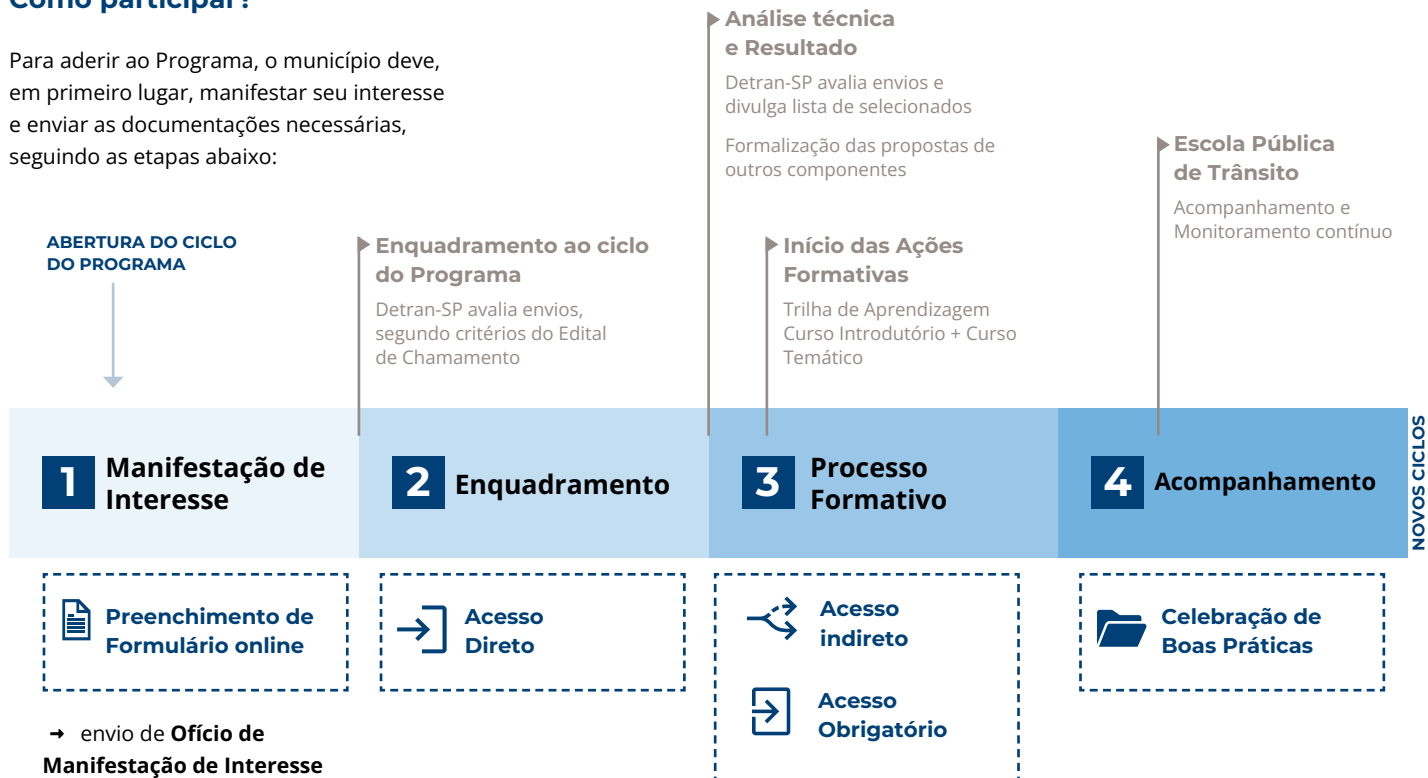 Como participar?
Para aderir ao Programa, o município deve,
em primeiro lugar, manifestar seu interesse
e enviar as documentações necessárias,
seguindo as etapas abaixo:
ABERTURA DO CICLO
DO PROGRAMA
Enquadramento ao ciclo
do Programa
Detran-SP avalia envios,
segundo critérios do Edital
de Chamamento
Análise técnica
e Resultado
Detran-SP avalia envios e
divulga lista de selecionados
Formalização das propostas de
outros componentes
Início das Ações
Formativas
Trilha de Aprendizagem
Curso Introdutório + Curso
Temático
Escola Pública
de Trânsito
Acompanhamento e
Monitoramento contínuo
1 Manifestação de
Interesse
2 Enquadramento
3 Processo
Formativo
4 Acompanhamento
NOVOS CICLOS
Preenchimento de
Formulário online
Acesso
Direto
Acesso
indireto
Acesso
Obrigatório
Celebração de
Boas Práticas
→ envio de Ofício de
Manifestação de Interesse